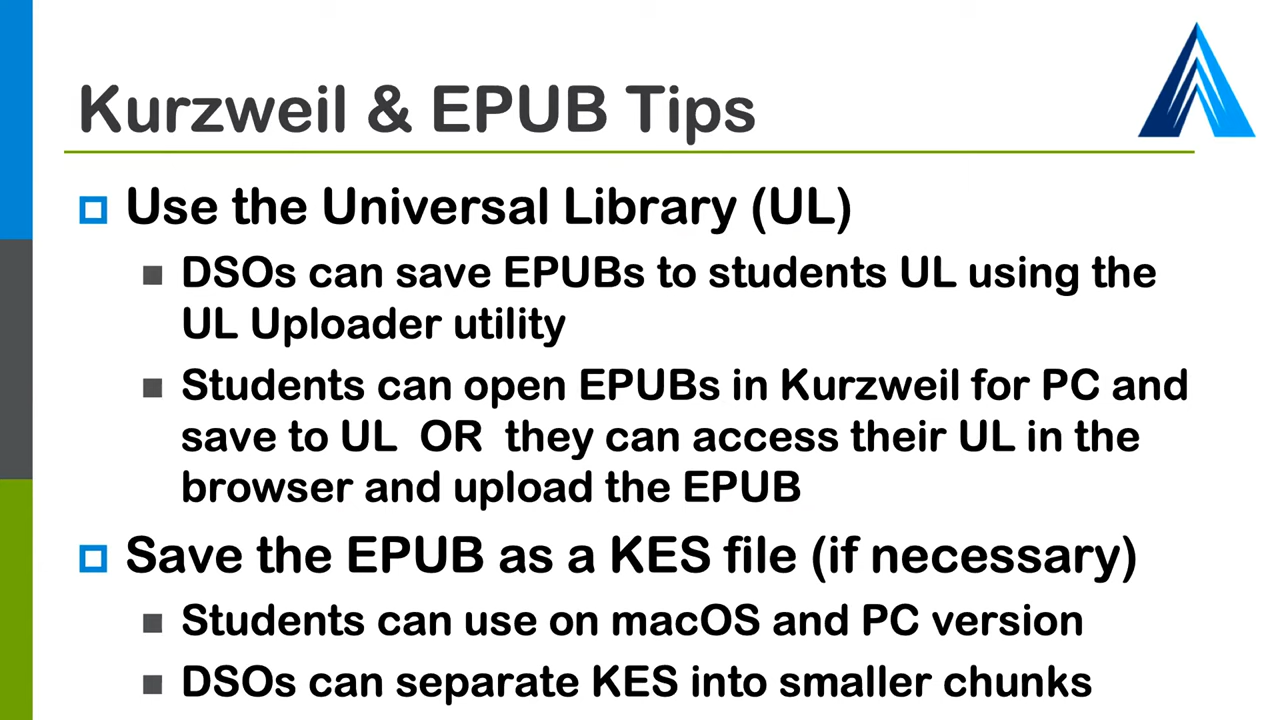 Kurzweil & EPUB Tips
Use the Universal Library (UL)
DSOs can save EPUBs to students UL using the
UL Uploader utility
Students can open EPUBs in Kurzweil for PC and
save to UL OR they can access their UL in the
browser and upload the EPUB
Save the EPUB as a KES file (if necessary)
Students can use on macOS and PC version
DSOs can separate KES into smaller chunks